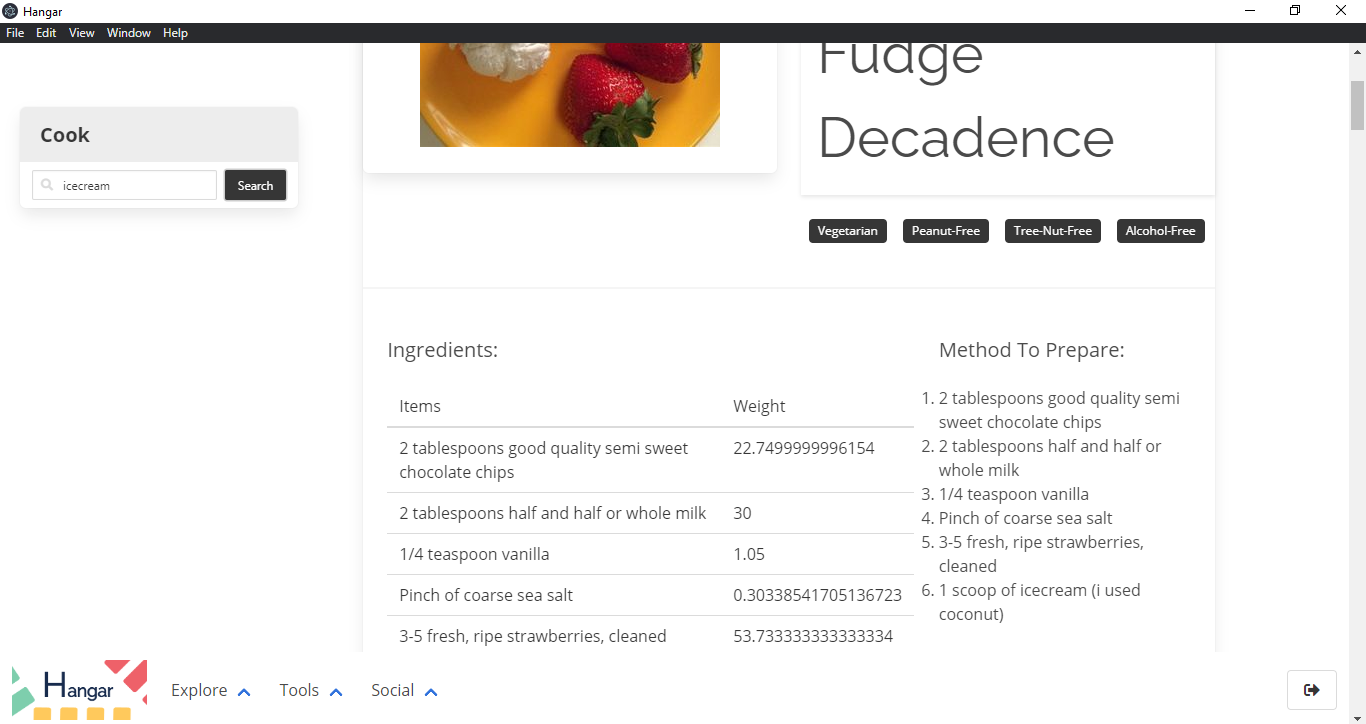 Hangar
File Edit View Window Help
Cook
icecream
Search
Fudge
Decadence
Vegetarian Peanut-Free Tree-Nut-Free Alcohol-Free
Ingredients:
Items Weight
2 tablespoons good quality semi sweet 22.7499999996154
chocolate chips
2 tablespoons half and half or whole milk 30
1/4 teaspoon vanilla 1.05
Pinch of coarse sea salt 0.30338541705136723
3-5 fresh, ripe strawberries, cleaned 53.733333333333334
Method To Prepare:
1. 2 tablespoons good quality semi
sweet chocolate chips
2. 2 tablespoons half and half or
whole milk
3. 1/4 teaspoon vanilla
4. Pinch of coarse sea salt
5. 3-5 fresh, ripe strawberries,
cleaned
6. 1 scoop of icecream (i used
coconut)
Hangar Explore Tools Social